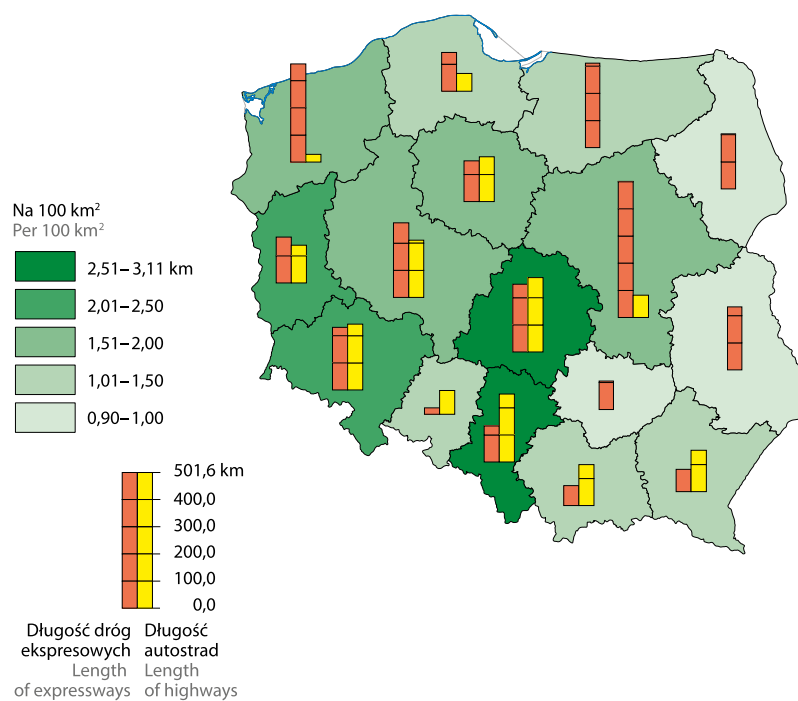 Na 100 km²
Per 100 km²
2,51–3,11 km
2,01–2,50
1,51–2,00
1,01–1,50
0,90–1,00
501,6 km
400,0
300,0
200,0
100,0
0,0
Długość dróg
ekspresowych
Length
of expressways
Długość
autostrad
Length
of highways